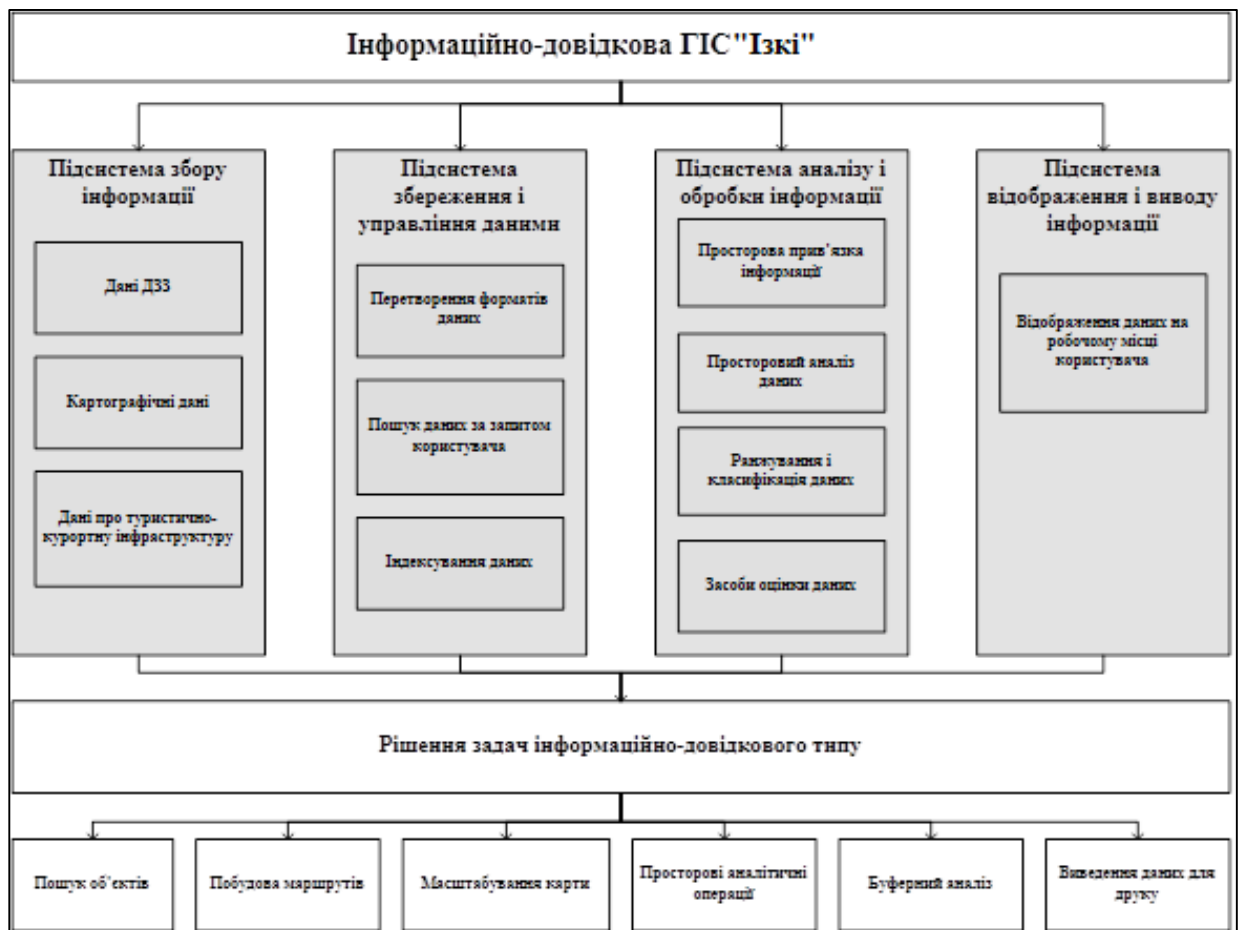 Інформаційно-довідкова ГІС"Ізкі"
Підсистема збору
інформації
Дані ДЗЗ
Картографічні дані
Дані про туристично-
курортну інфраструктуру
Підсистема
збереження і
управління даними
Перетворення форматів
даних
Пошук даних за запитом
користувача
Індексування даних
Підсистема аналізу і
обробки інформації
Просторова прив'язка
інформації
Просторовий аналіз
даних
Ранжування і
класифікація даних
Засоби оцінки даних
Підсистема
відображення і виводу
інформації
Відображення даних на
робочому місці
користувача
Рішення задач інформаційно-довідкового типу
Пошук об'єктів
Побудова маршрутів
Масштабування карти
Просторові аналітичні
операції
Буферний аналіз
Виведення даних для
друку